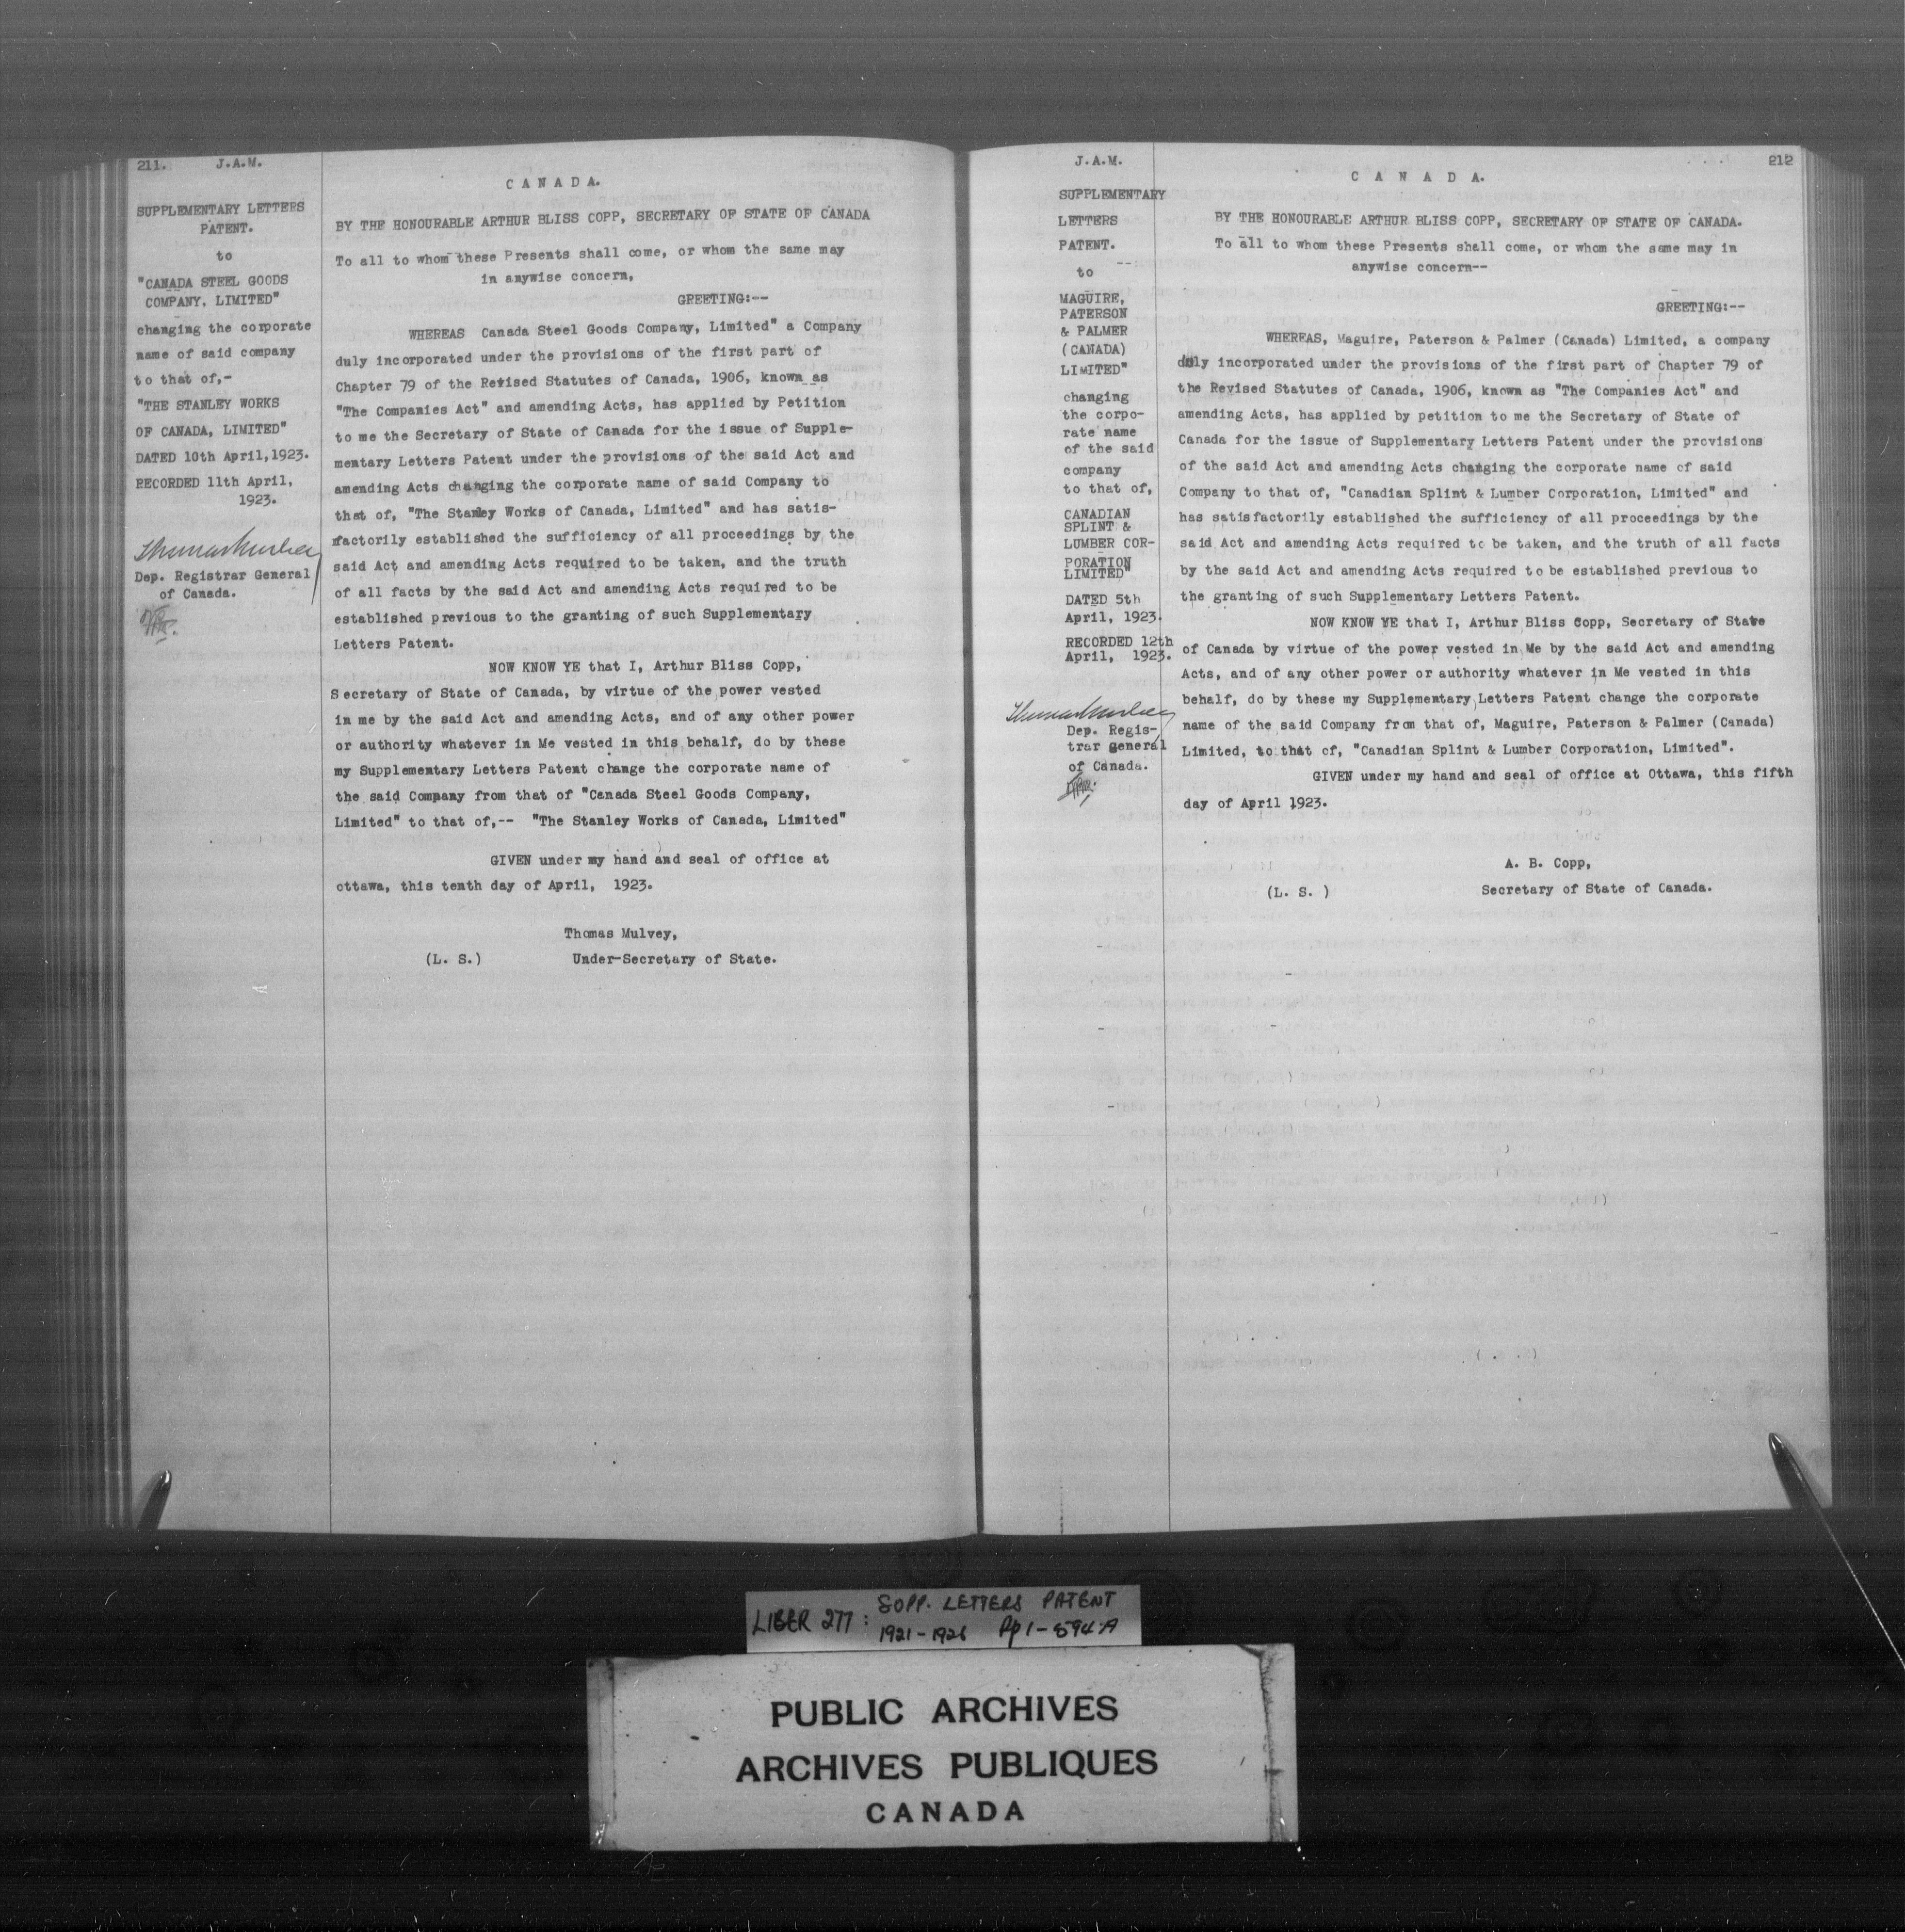 211. J.A.M.
SUPPLEMENTARY LETTERS
PATENT.
to
"CANADA STEEL GOODS
COMPANY, LIMITED"
changing the corporate
name of said company
to that of,-
"THE STANLEY WORKS
OF CANADA, LIMITED"
DATED 10th April,1923.
RECORDED 11th April,
1923.
Dep. Registrar General
of Canada.
CANADA.
BY THE HONOURABLE ARTHUR BLISS COPP, SECRETARY OF STATE OF CANADA
To all to whom these Presents shall come, or whom the same may
in anywise concern,
GREETING:--
WHEREAS Canada Steel Goods Company, Limited" a Company
duly incorporated under the provisions of the first part of
Chapter 79 of the Revised Statutes of Canada, 1906, known as
"The Companies Act" and amending Acts, has applied by Petition
to me the Secretary of State of Canada for the issue of Supple-
mentary Letters Patent under the provisions of the said Act and
amending Acts changing the corporate name of said Company to
that of, "The Stanley Works of Canada, Limited" and has satis-
factorily established the sufficiency of all proceedings by the
said Act and amending Acts required to be taken, and the truth
of all facts by the said Act and amending Acts required to be
established previous to the granting of such Supplementary
Letters Patent.
NOW KNOW YE that I, Arthur Bliss Copp,
Secretary of State of Canada, by virtue of the power vested
in me by the said Act and amending Acts, and of any other power
or authority whatever in Me vested in this behalf, do by these
my Supplementary Letters Patent change the corporate name of
the said Company from that of "Canada Steel Goods Company,
Limited" to that of,-- "The Stanley Works of Canada, Limited"
GIVEN under my hand and seal of office at
ottawa, this tenth day of April, 1923.
Thomas Mulvey,
(L. S.) Under-Secretary of State.
J.A.M.
SUPPLEMENTARY
LETTERS
PATENT.
to
MAGUIRE,
PATERSON
& PALMER
(CANADA)
LIMITED"
changing
the corpo-
rate name
of the said
company
to that of,
CANADIAN
SPLINT &
LUMBER COR-
PORATION
LIMITED"
DATED 5th
April, 1923.
RECORDED 12th
April, 1923.
Dep. Regis-
trar general
of Canada.
212
CANADA.
BY THE HONOURABLE ARTHUR BLISS COPP, SECRETARY OF STATE OF CANADA.
To all to whom these Presents shall come, or whom the same may in
anywise concern--
GREETING:--
WHEREAS, Maguire, Paterson & Palmer (Canada) Limited, a company
duly incorporated under the provisions of the first part of Chapter 79 of
the Revised Statutes of Canada, 1906, known as "The Companies Act" and
amending Acts, has applied by petition to me the Secretary of State of
Canada for the issue of Supplementary Letters Patent under the provisions
of the said Act and amending Acts changing the corporate name of said
Company to that of, "Canadian Splint & Lumber Corporation, Limited" and
has satisfactorily established the sufficiency of all proceedings by the
said Act and amending Acts required to be taken, and the truth of all facts
by the said Act and amending Acts required to be established previous to
the granting of such Supplementary Letters Patent.
NOW KNOW YE that I, Arthur Bliss Copp, Secretary of State
of Canada by virtue of the power vested in Me by the said Act and amending
Acts, and of any other power or authority whatever in Me vested in this
behalf, do by these my Supplementary Letters Patent change the corporate
name of the said Company from that of, Maguire, Paterson & Palmer (Canada)
Limited, to that of, "Canadian Splint & Lumber Corporation, Limited".
GIVEN under my hand and seal of office at Ottawa, this fifth
day of April 1923.
A. B. Copp,
(L. S. ) Secretary of State of Canada.
LIBER 277: SUPP. LETTERS PATENT
1921-1926 Pp 1-594A
PUBLIC ARCHIVES
ARCHIVES PUBLIQUES
CANADA